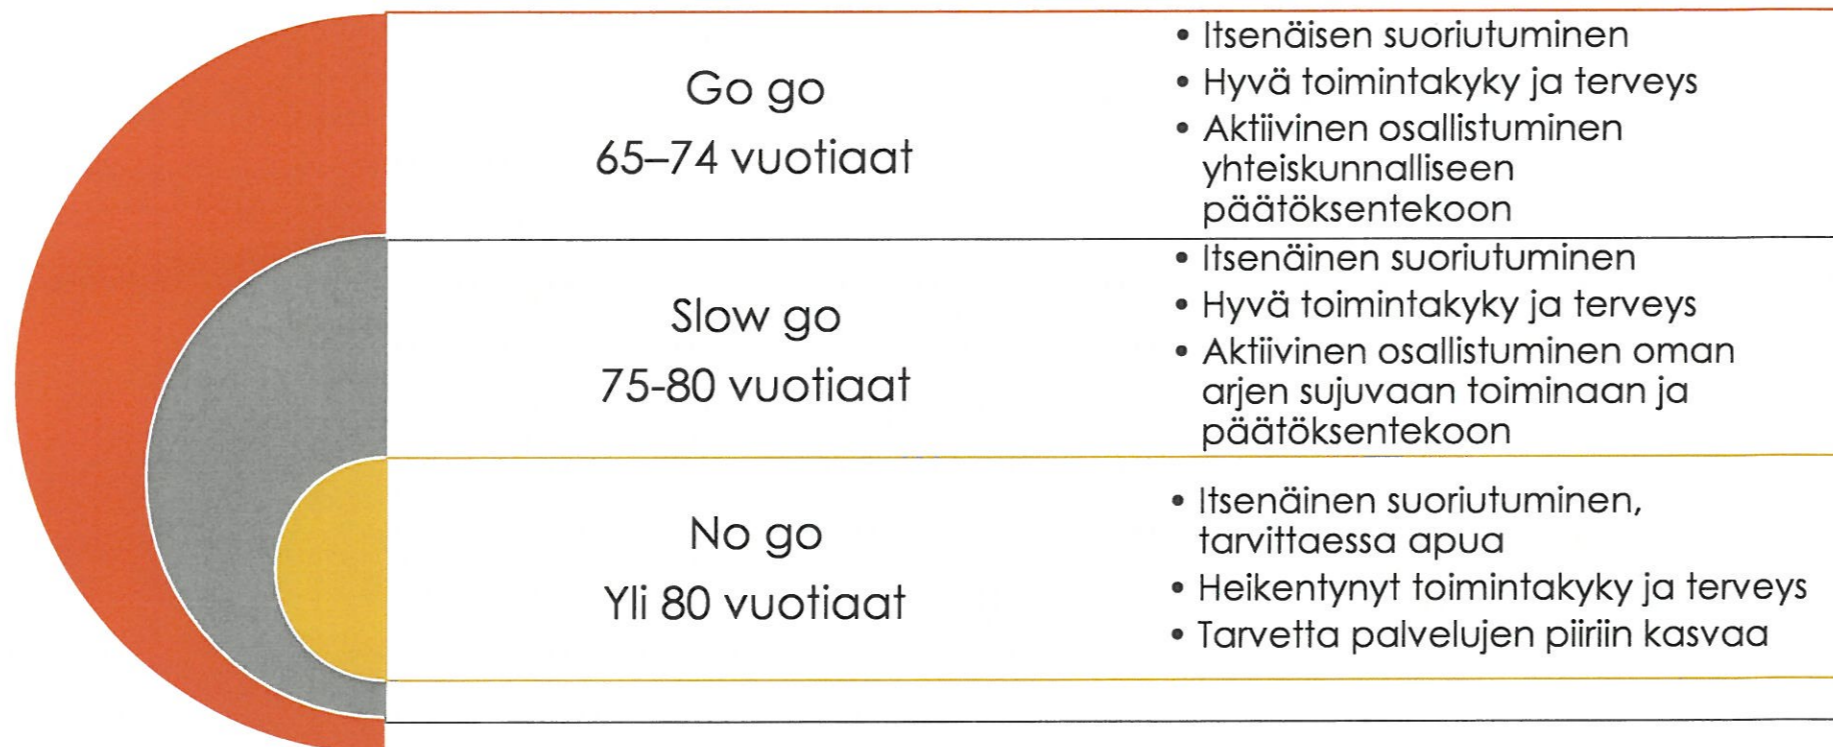 Go go
65–74 vuotiaat
• Itsenäisen suoriutuminen
• Hyvä toimintakyky ja terveys
• Aktiivinen osallistuminen
yhteiskunnalliseen
päätöksentekoon
Slow go
75-80 vuotiaat
• Itsenäinen suoriutuminen
• Hyvä toimintakyky ja terveys
• Aktiivinen osallistuminen oman
arjen sujuvaan toiminaan ja
päätöksentekoon
No go
Yli 80 vuotiaat
• Itsenäinen suoriutuminen,
tarvittaessa apua
• Heikentynyt toimintakyky ja terveys
• Tarvetta palvelujen piiriin kasvaa